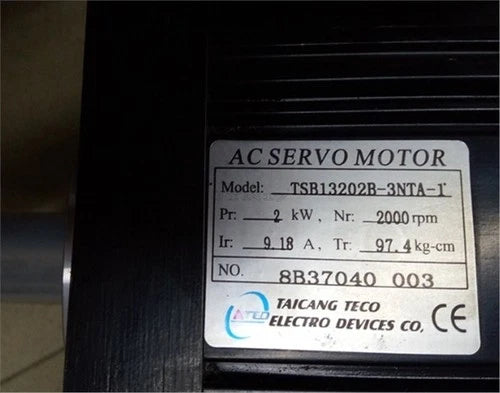 AC SERVO MOTOR
Model: TSB13202B-3NTA-1
Pr: 2 kW, Nr: 2000 rpm
Ir: 9.18 A, Tr: 97.4 kg-cm
NO. 8B37040 003
TAICANG TECO
ELECTRO DEVICES CO, CE